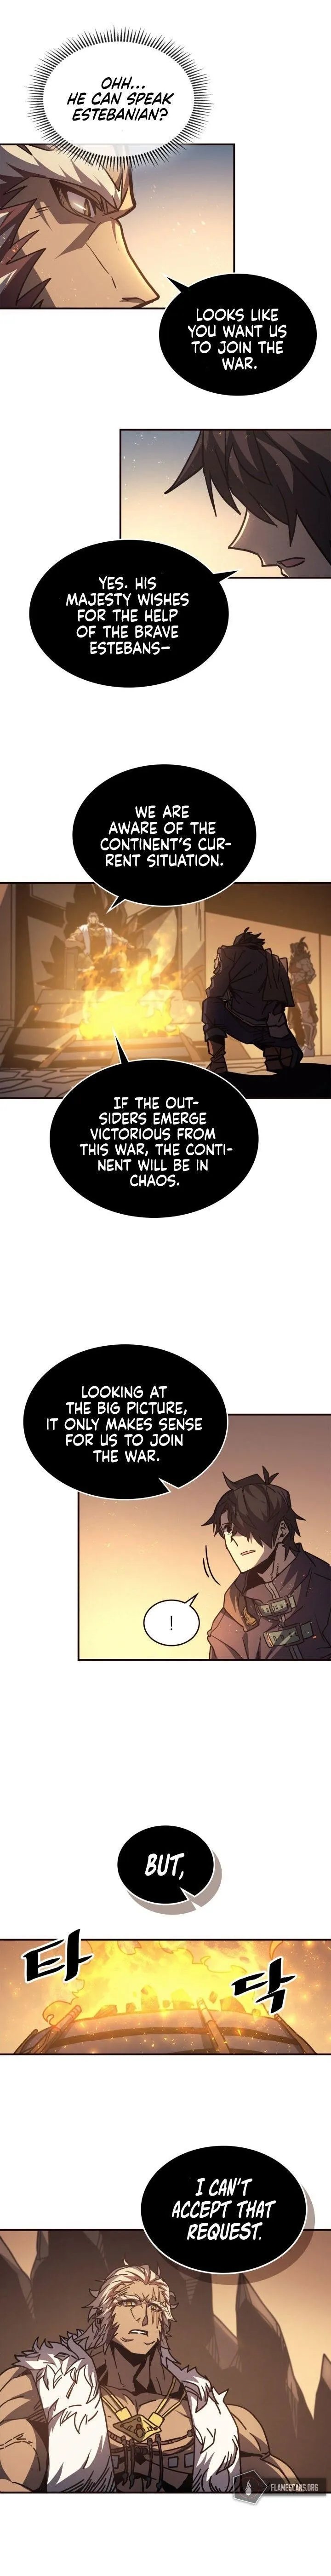 OHH...
HE CAN SPEAK
ESTEBANIAN?
LOOKS LIKE
YOU WANT US
TO JOIN THE
WAR.
YES. HIS
MAJESTY WISHES
FOR THE HELP
OF THE BRAVE
ESTEBANS-
WE ARE
AWARE OF THE
CONTINENT'S CUR-
RENT SITUATION.
IF THE OUT-
SIDERS EMERGE
VICTORIOUS FROM
THIS WAR, THE CONTI-
NENT WILL BE IN
CHAOS.
LOOKING AT
THE BIG PICTURE,
IT ONLY MAKES SENSE
FOR US TO JOIN
THE WAR.
!
BUT,
타
닥
I CAN'T
ACCEPT THAT
REQUEST.
FLAMESCANS.ORG